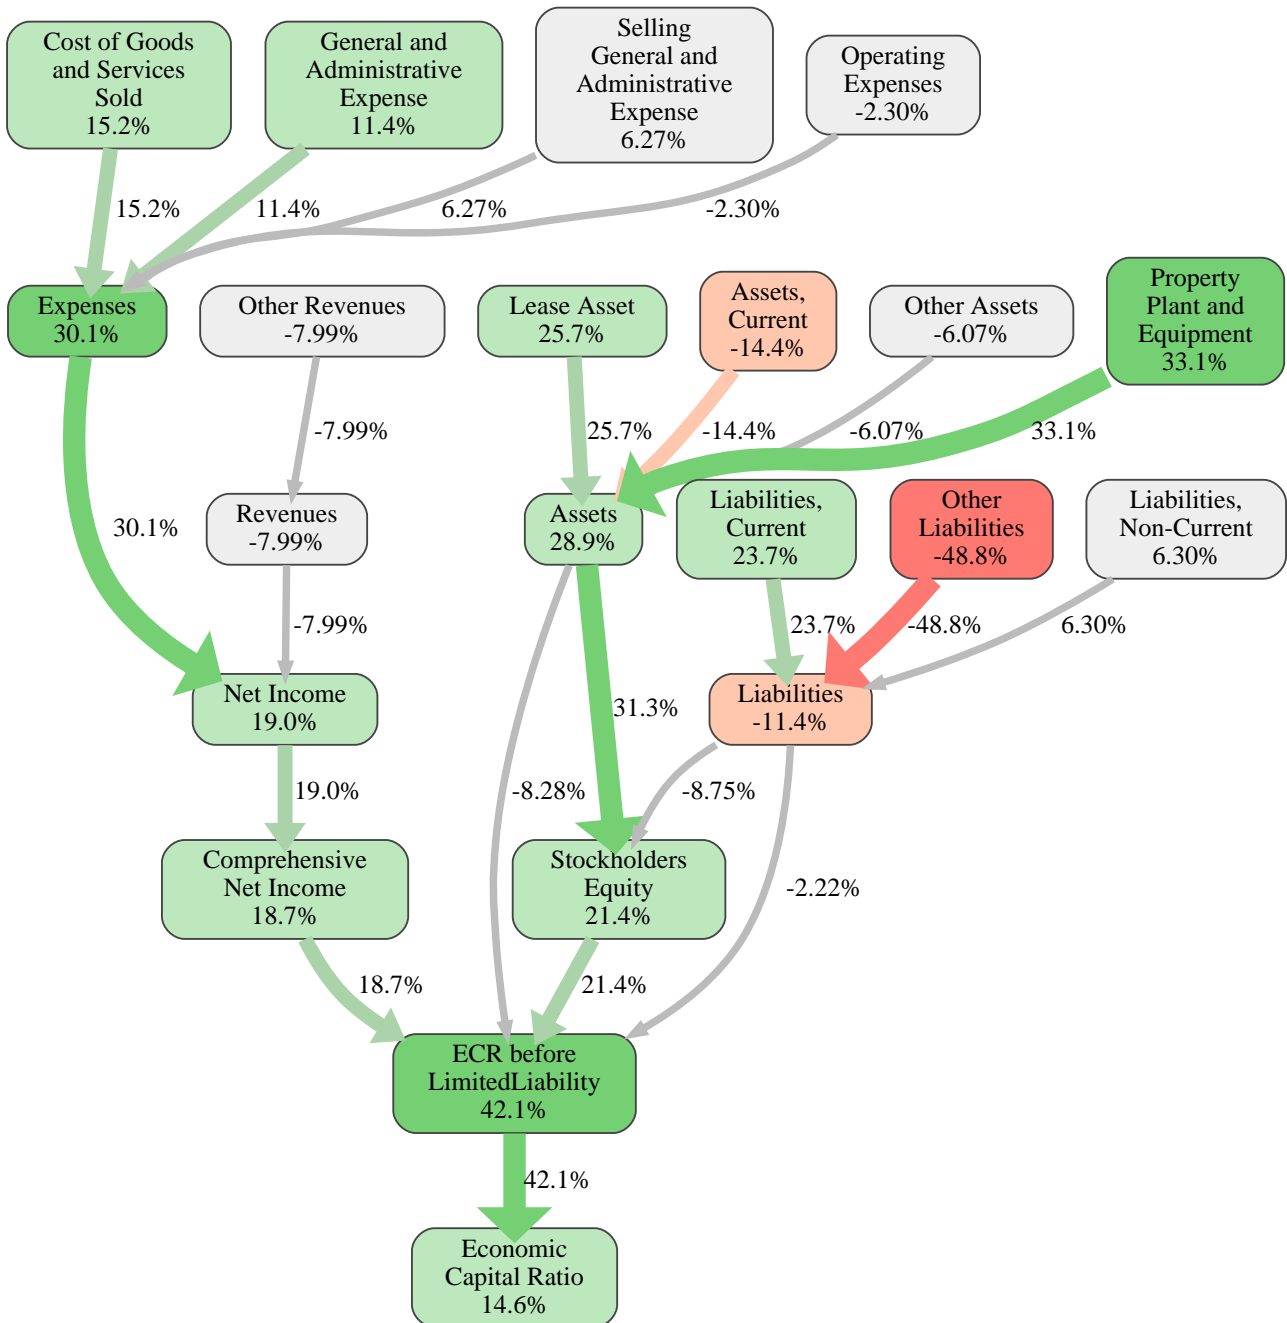 Cost of Goods
and Services
Sold
15.2%
General and
Administrative
Expense
11.4%
Selling
General and
Administrative
Expense
6.27%
Operating
Expenses
-2.30%
15.2%
11.4%
6.27%
-2.30%
Expenses
30.1%
Other Revenues
-7.99%
Lease Asset
25.7%
Assets,
Current
-14.4%
Other Assets
-6.07%
Property
Plant and
Equipment
33.1%
-7.99%
25.7%
-14.4%
-6.07%
33.1%
30.1%
Revenues
-7.99%
Assets
28.9%
Liabilities,
Current
23.7%
Other
Liabilities
-48.8%
Liabilities,
Non-Current
6.30%
-7.99%
23.7%
-48.8%
6.30%
Net Income
19.0%
31.3%
Liabilities
-11.4%
19.0%
-8.28%
-8.75%
Comprehensive
Net Income
18.7%
Stockholders
Equity
21.4%
-2.22%
18.7%
21.4%
ECR before
LimitedLiability
42.1%
42.1%
Economic
Capital Ratio
14.6%